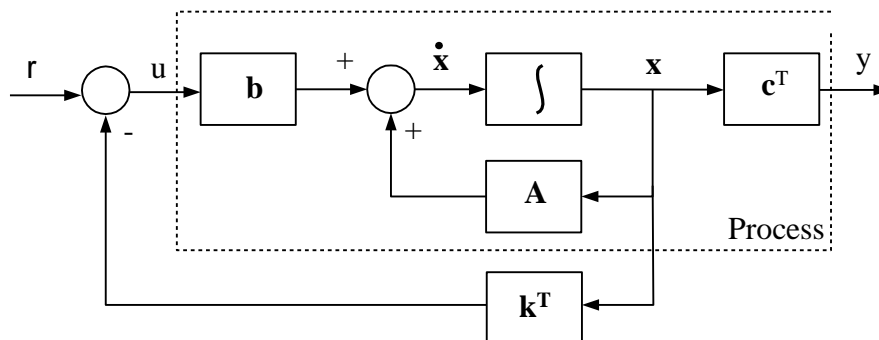 r
u
b
+
ẋ
∫
x
cᵀ
y
-
+
A
Process
kᵀ